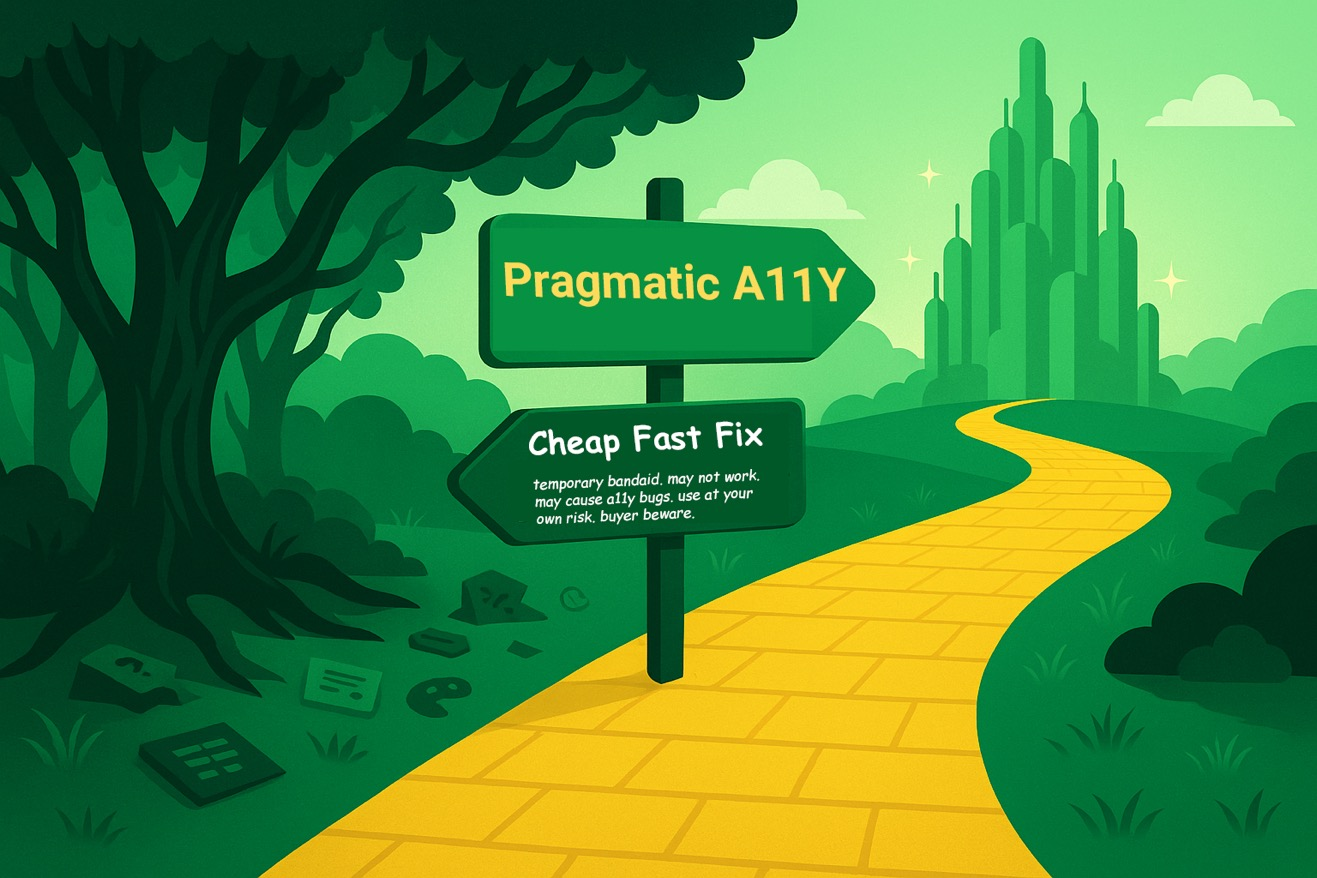 Pragmatic A11Y
Cheap Fast Fix
temporary bandaid. may not work.
may cause a11y bugs. use at your
own risk. buyer beware.